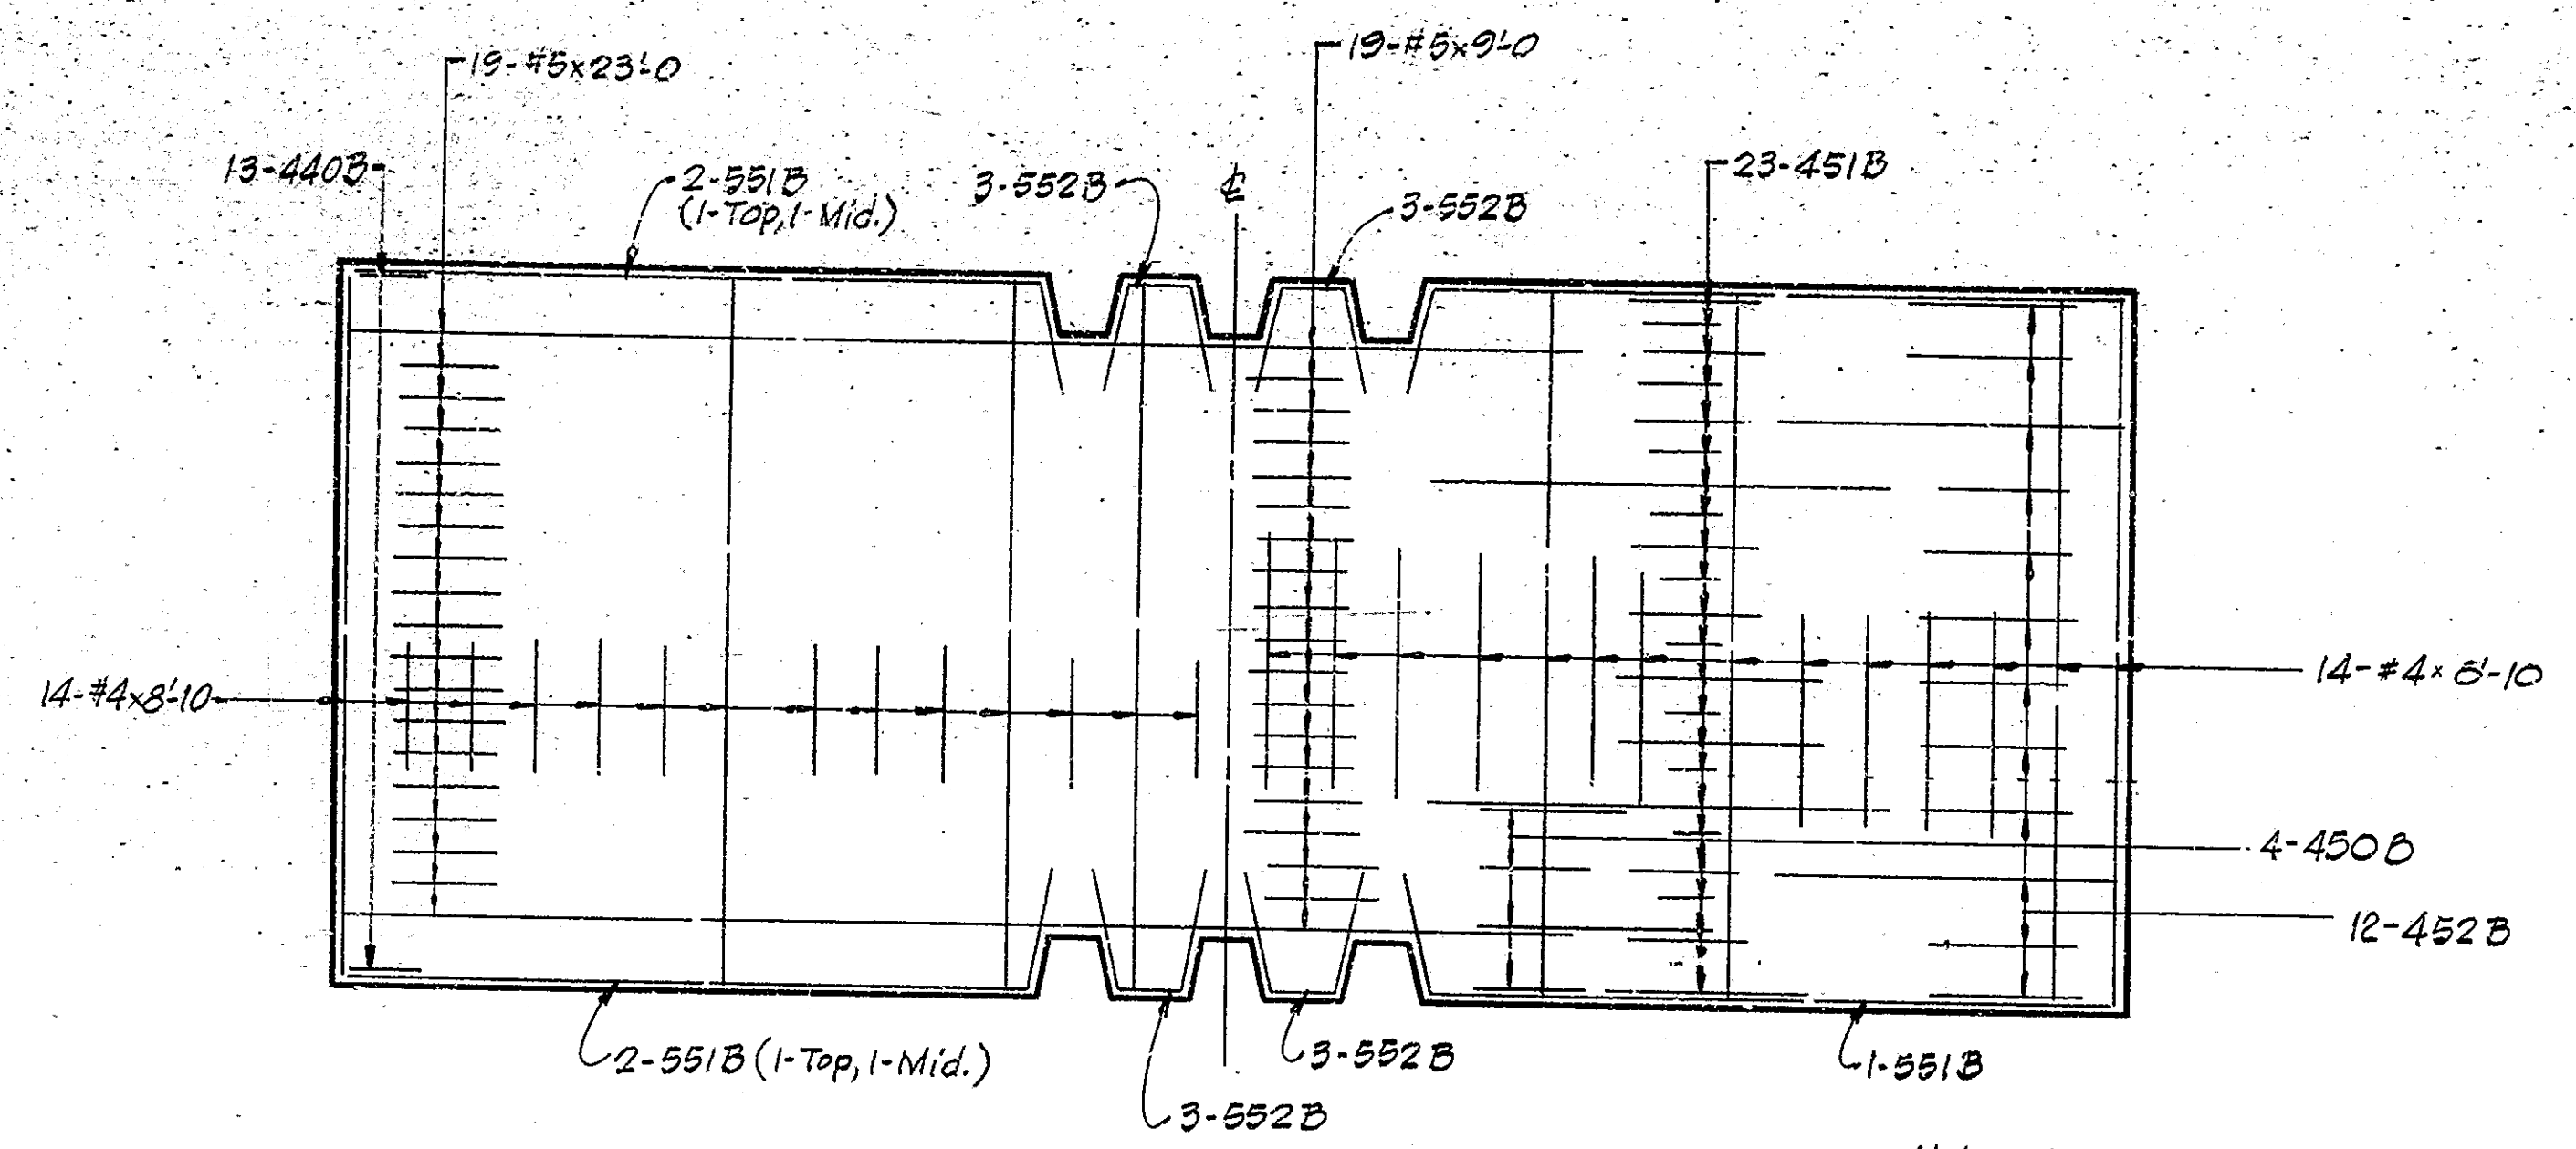 19-#5x23'-0
19-#5x9'-0
13-440B
2-551B
(1-Top,1-Mid.)
3-552B
℄
3-552B
23-451B
14-#4x8'-10
14-#4x8'-10
4-450B
12-452B
2-551B (1-Top, 1-Mid.)
3-552B
3-552B
1-551B